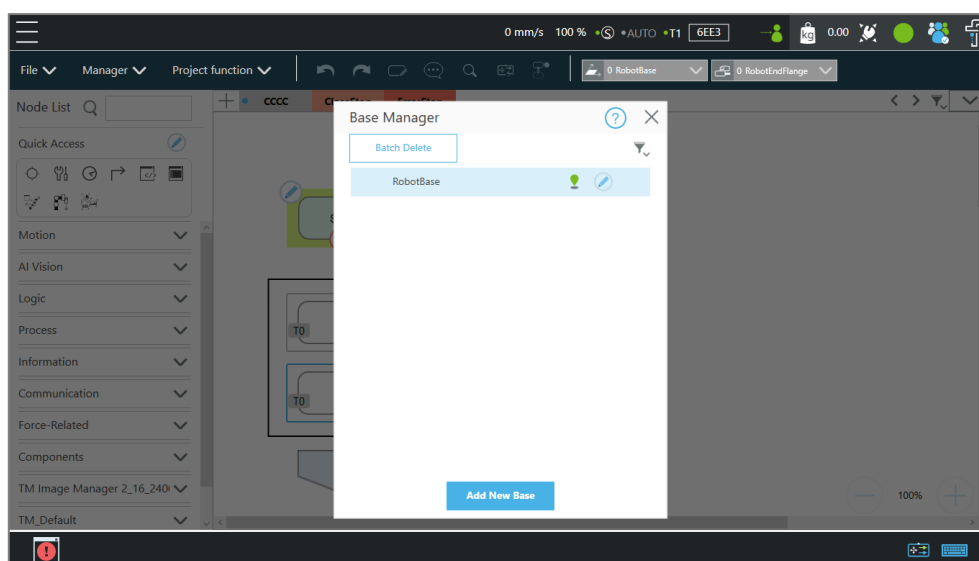 0 mm/s 100 % Ⓢ AUTO T1 6EE3 kg 0.00
File Manager Project function 0 RobotBase 0 RobotEndFlange
Node List
cccc
ErrorStop
Quick Access
Motion
AI Vision
Logic
Process
Information
Communication
Force-Related
Components
TM Image Manager 2_16_240
TM_Default
T0
T0
Base Manager ?
Batch Delete
RobotBase
Add New Base
100%